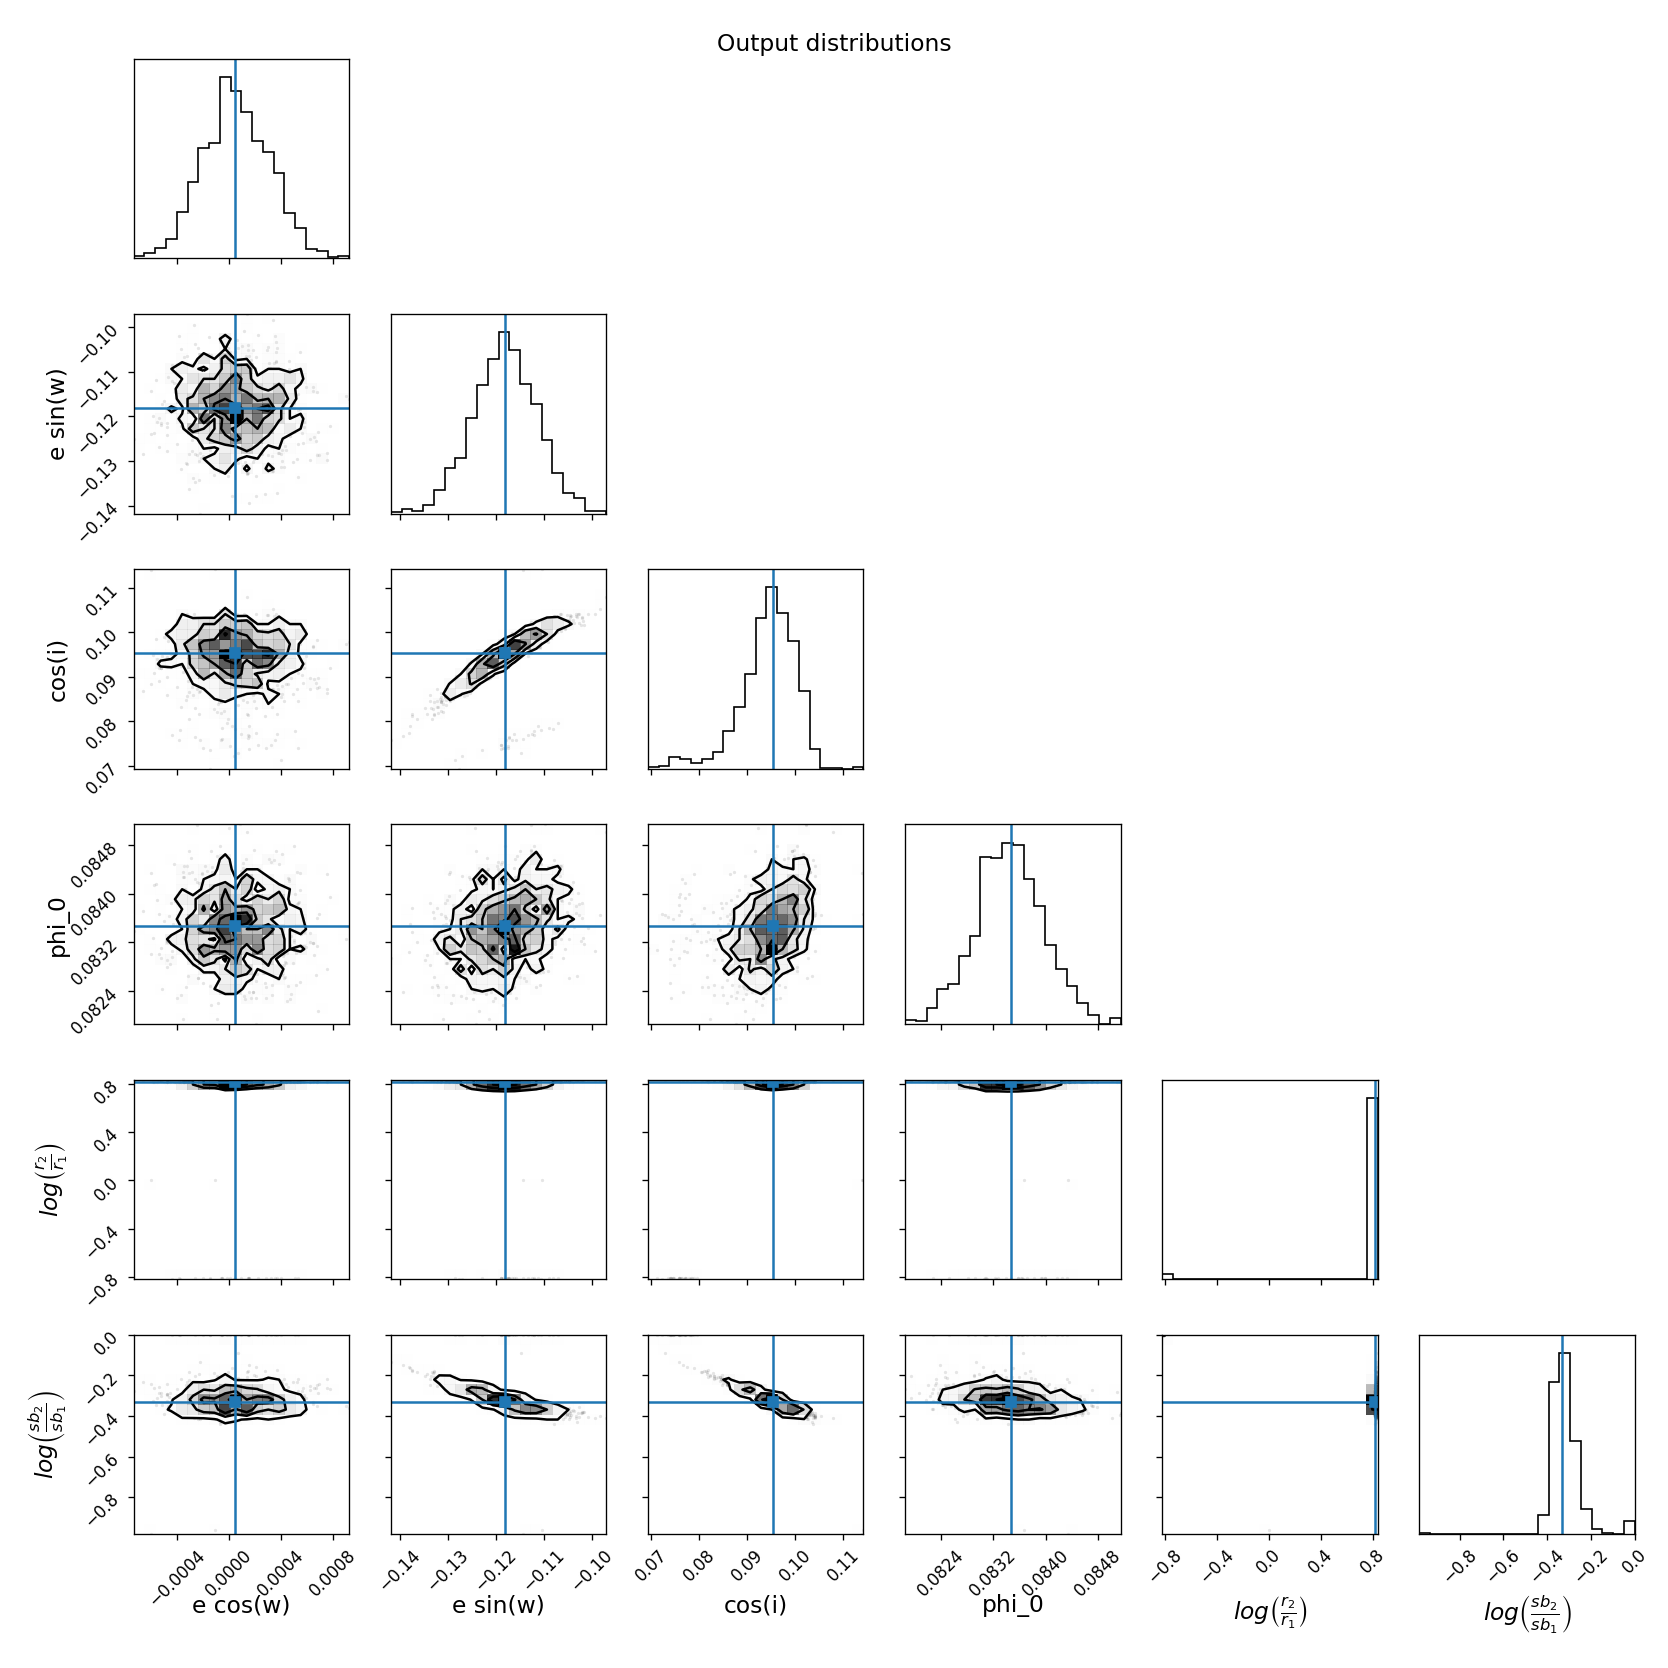 Output distributions
e sin(w)
−0.10
−0.11
−0.12
−0.13
−0.14
cos(i)
0.11
0.10
0.09
0.08
0.07
phi_0
0.0848
0.0840
0.0832
0.0824
log(r2/r1)
0.8
0.4
0.0
−0.4
−0.8
log(sb2/sb1)
0.0
−0.2
−0.4
−0.6
−0.8
−0.0004 0.0000 0.0004 0.0008
−0.14 −0.13 −0.12 −0.11 −0.10
0.07 0.08 0.09 0.10 0.11
0.0824 0.0832 0.0840 0.0848
−0.8 −0.4 0.0 0.4 0.8
−0.8 −0.6 −0.4 −0.2 0.0
e cos(w) e sin(w) cos(i) phi_0 log(r2/r1) log(sb2/sb1)